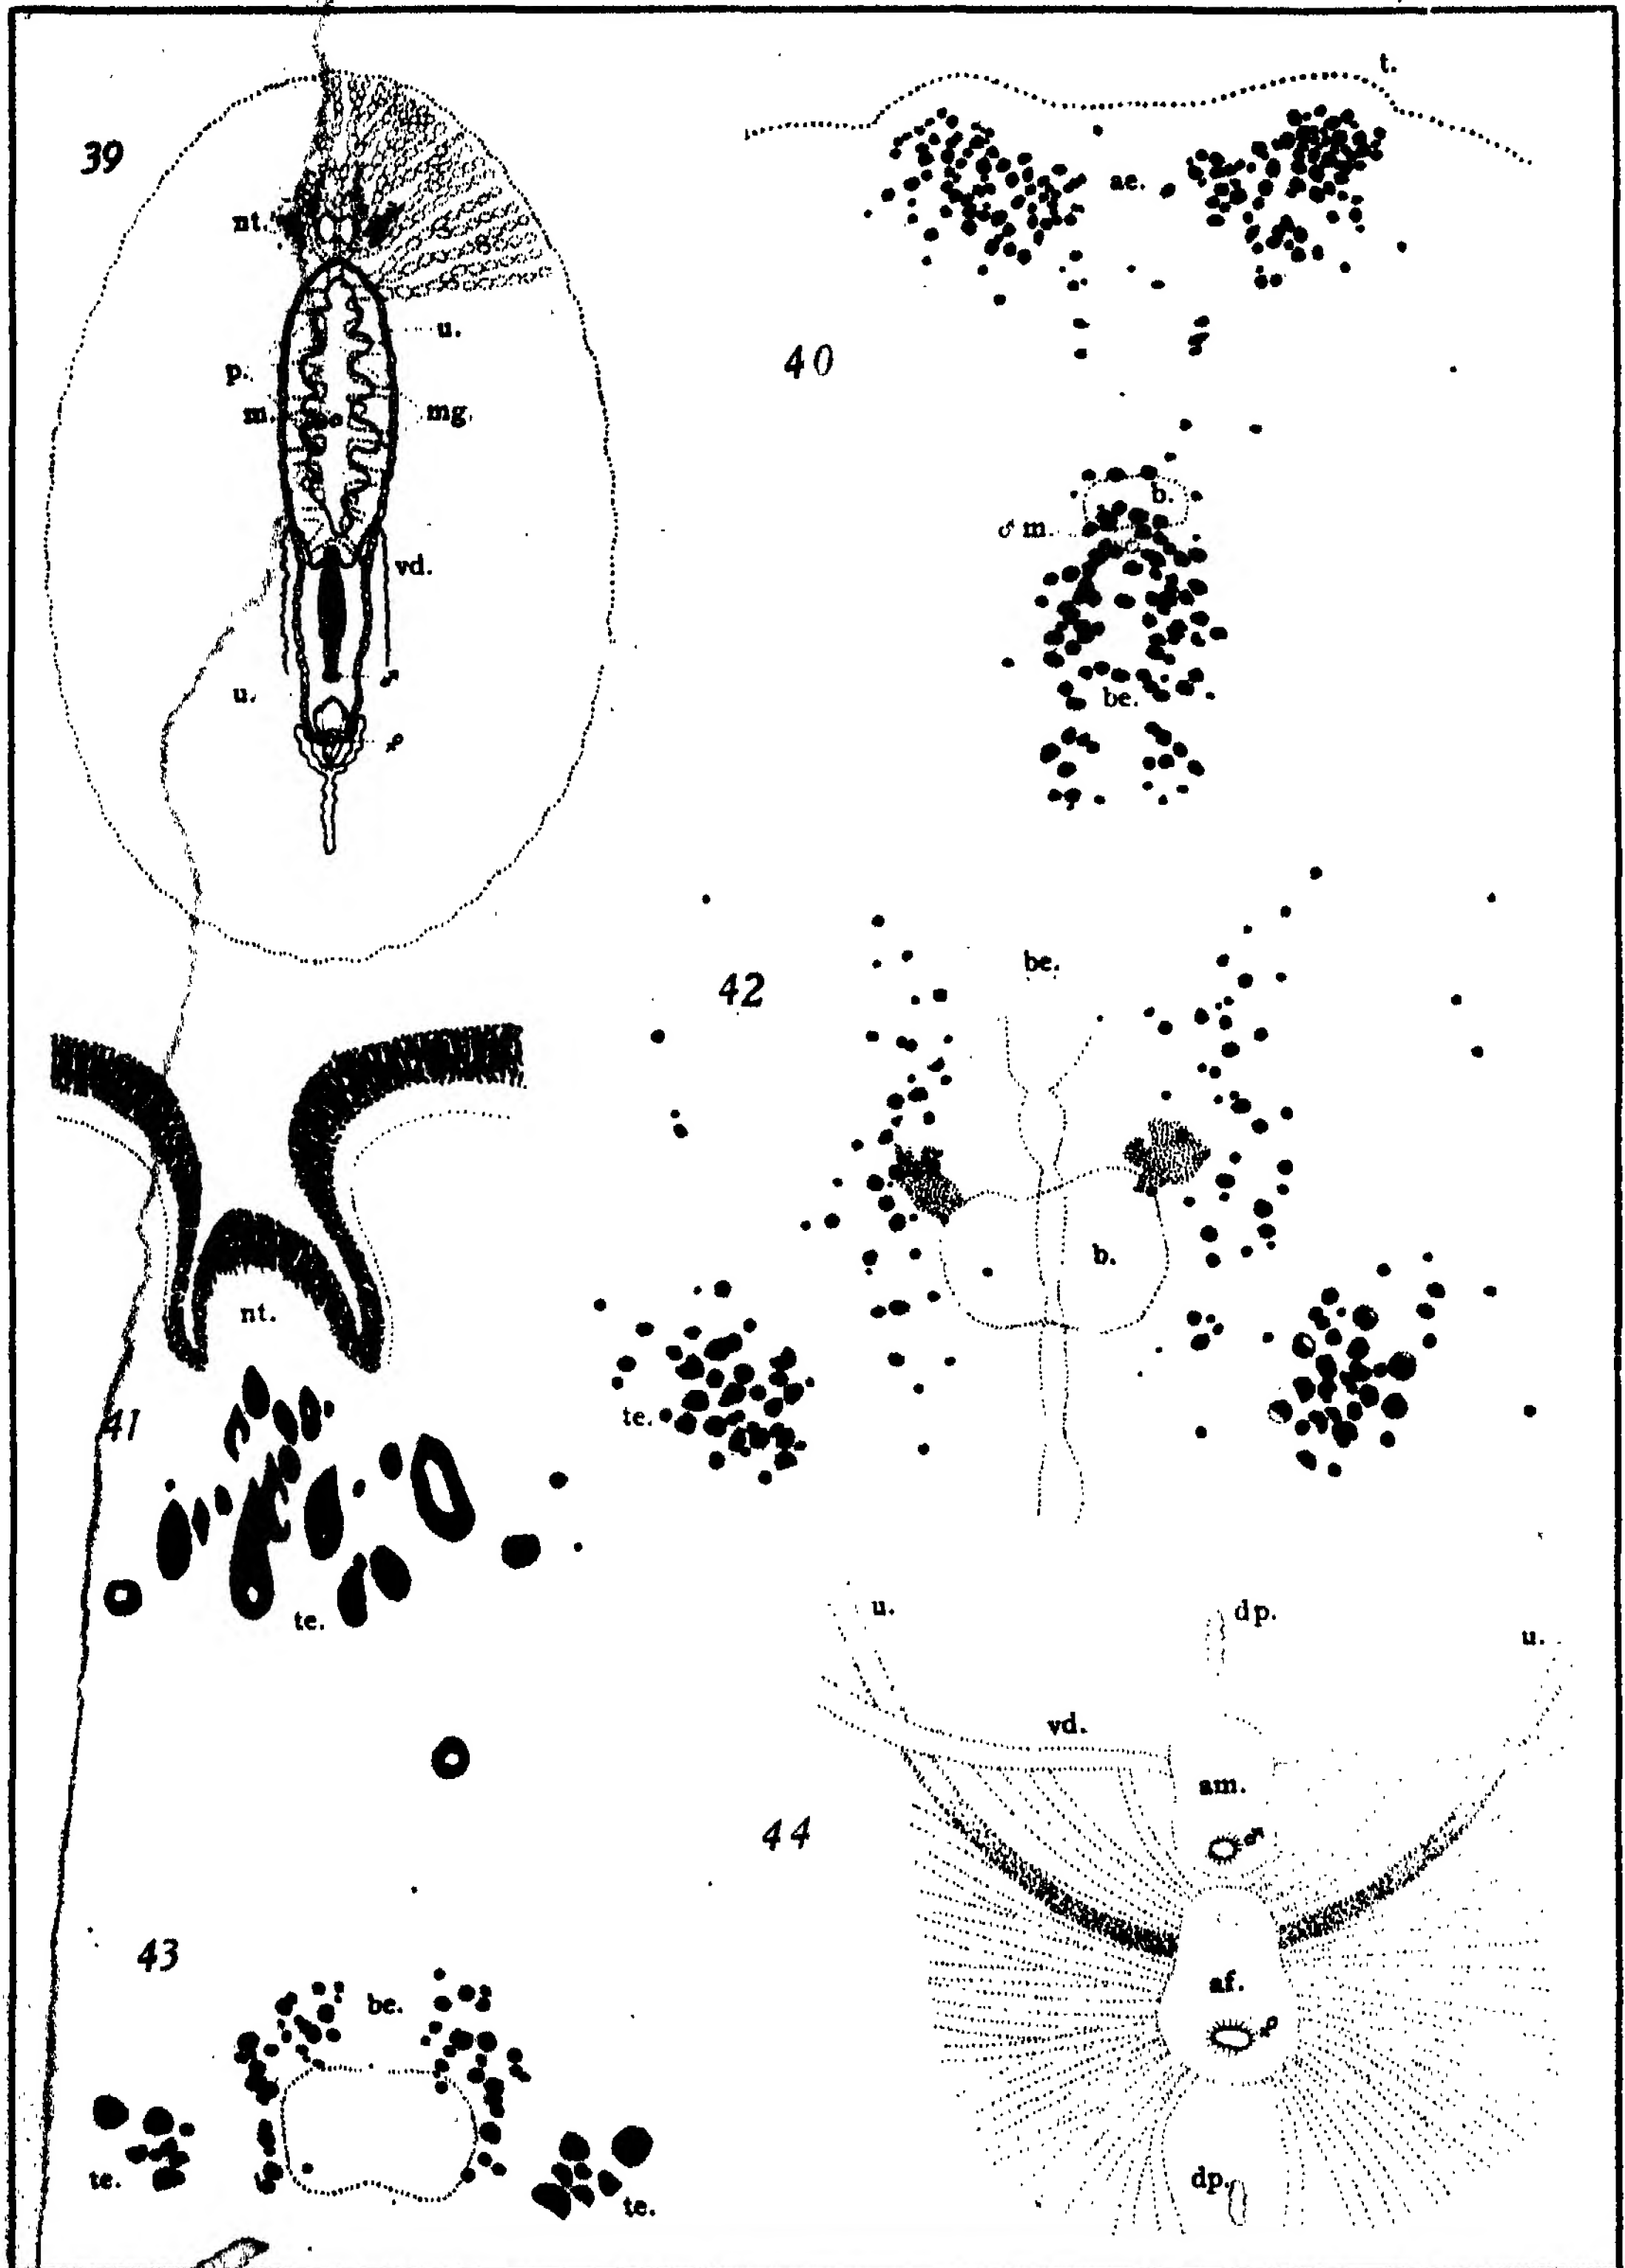 39
nt.
u.
p.
m.
mg.
vd.
♂
u.
♀
t.
ae.
40
b.
♂ m.
be.
be.
42
b.
te.
nt.
41
te.
43
be.
te.
te.
u.
dp.
u.
vd.
am.
♂
44
af.
♀
dp.